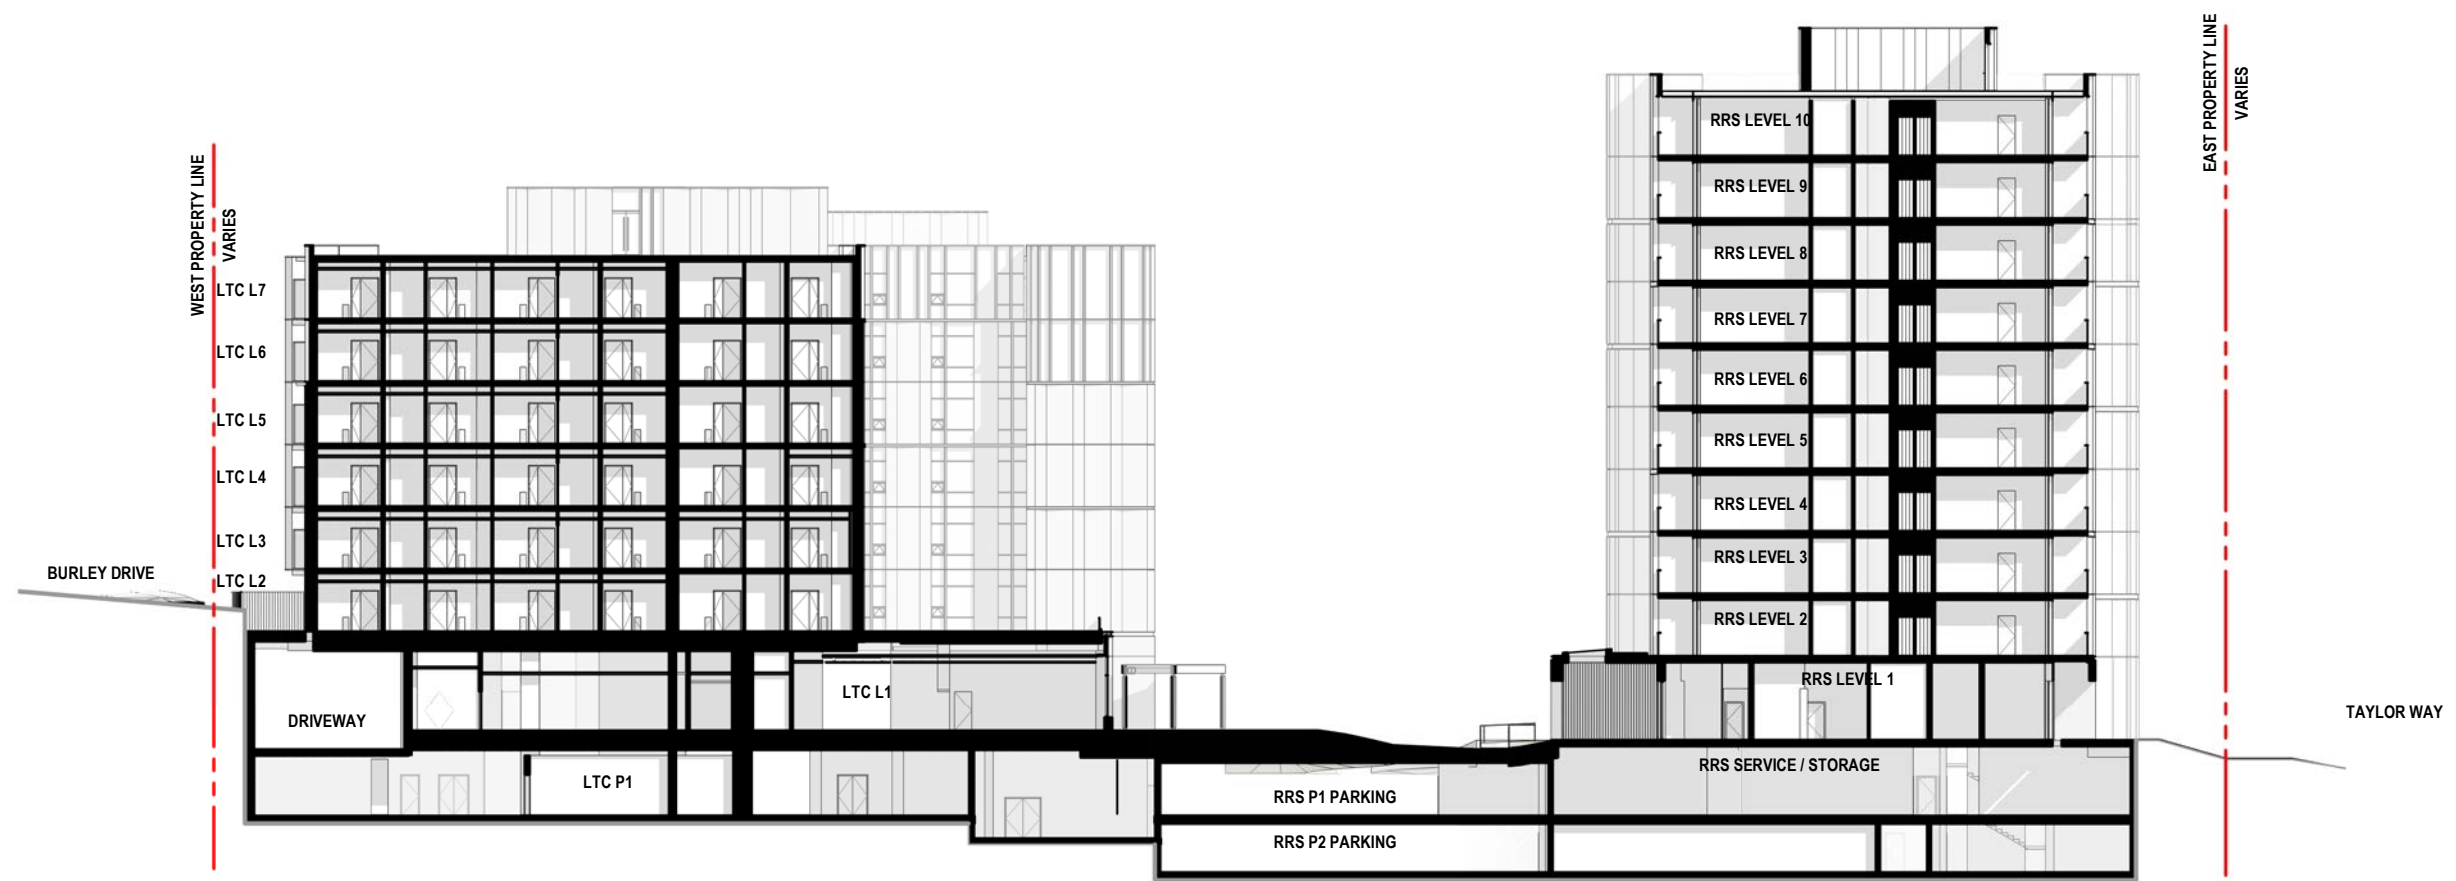 WEST PROPERTY LINE
VARIES
LTC L7
LTC L6
LTC L5
LTC L4
LTC L3
LTC L2
BURLEY DRIVE
DRIVEWAY
LTC L1
LTC P1
RRS LEVEL 10
RRS LEVEL 9
RRS LEVEL 8
RRS LEVEL 7
RRS LEVEL 6
RRS LEVEL 5
RRS LEVEL 4
RRS LEVEL 3
RRS LEVEL 2
RRS LEVEL 1
RRS SERVICE / STORAGE
RRS P1 PARKING
RRS P2 PARKING
EAST PROPERTY LINE
VARIES
TAYLOR WAY